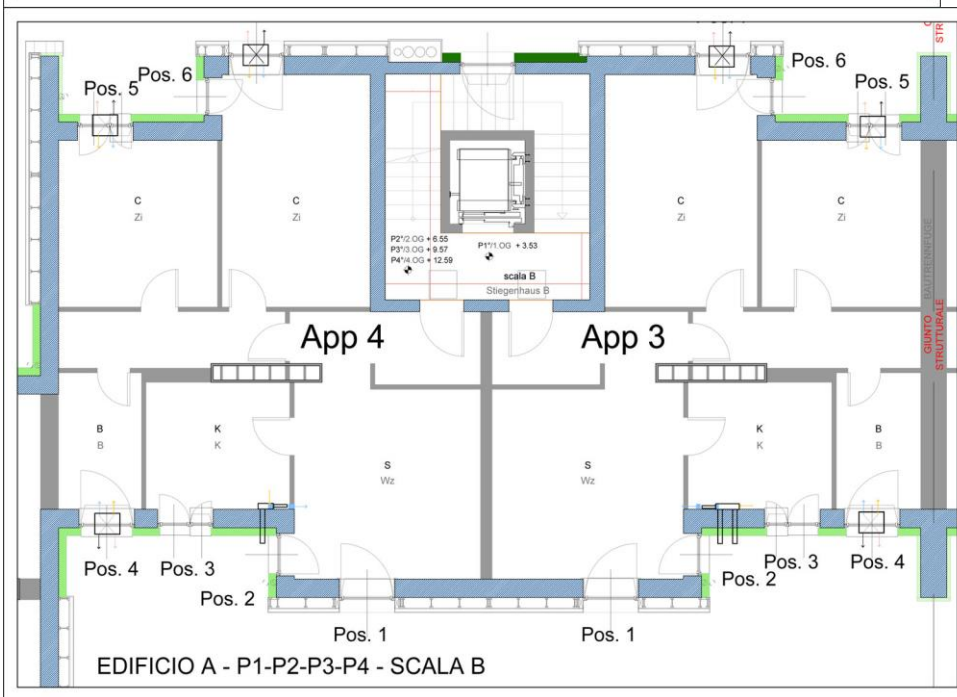 STR
Pos. 5
Pos. 6
Pos. 6
Pos. 5
C
Zi
C
Zi
C
Zi
C
Zi
P2°/2.OG + 6.55
P3°/3.OG + 9.57
P4°/4.OG + 12.59
P1°/1.OG + 3.53
scala B
Stiegenhaus B
BAUTRENNFUGE
GIUNTO
STRUTTURALE
App 4
App 3
B
B
K
K
S
Wz
S
Wz
K
K
B
B
Pos. 4
Pos. 3
Pos. 2
Pos. 1
Pos. 1
Pos. 2
Pos. 3
Pos. 4
EDIFICIO A - P1-P2-P3-P4 - SCALA B